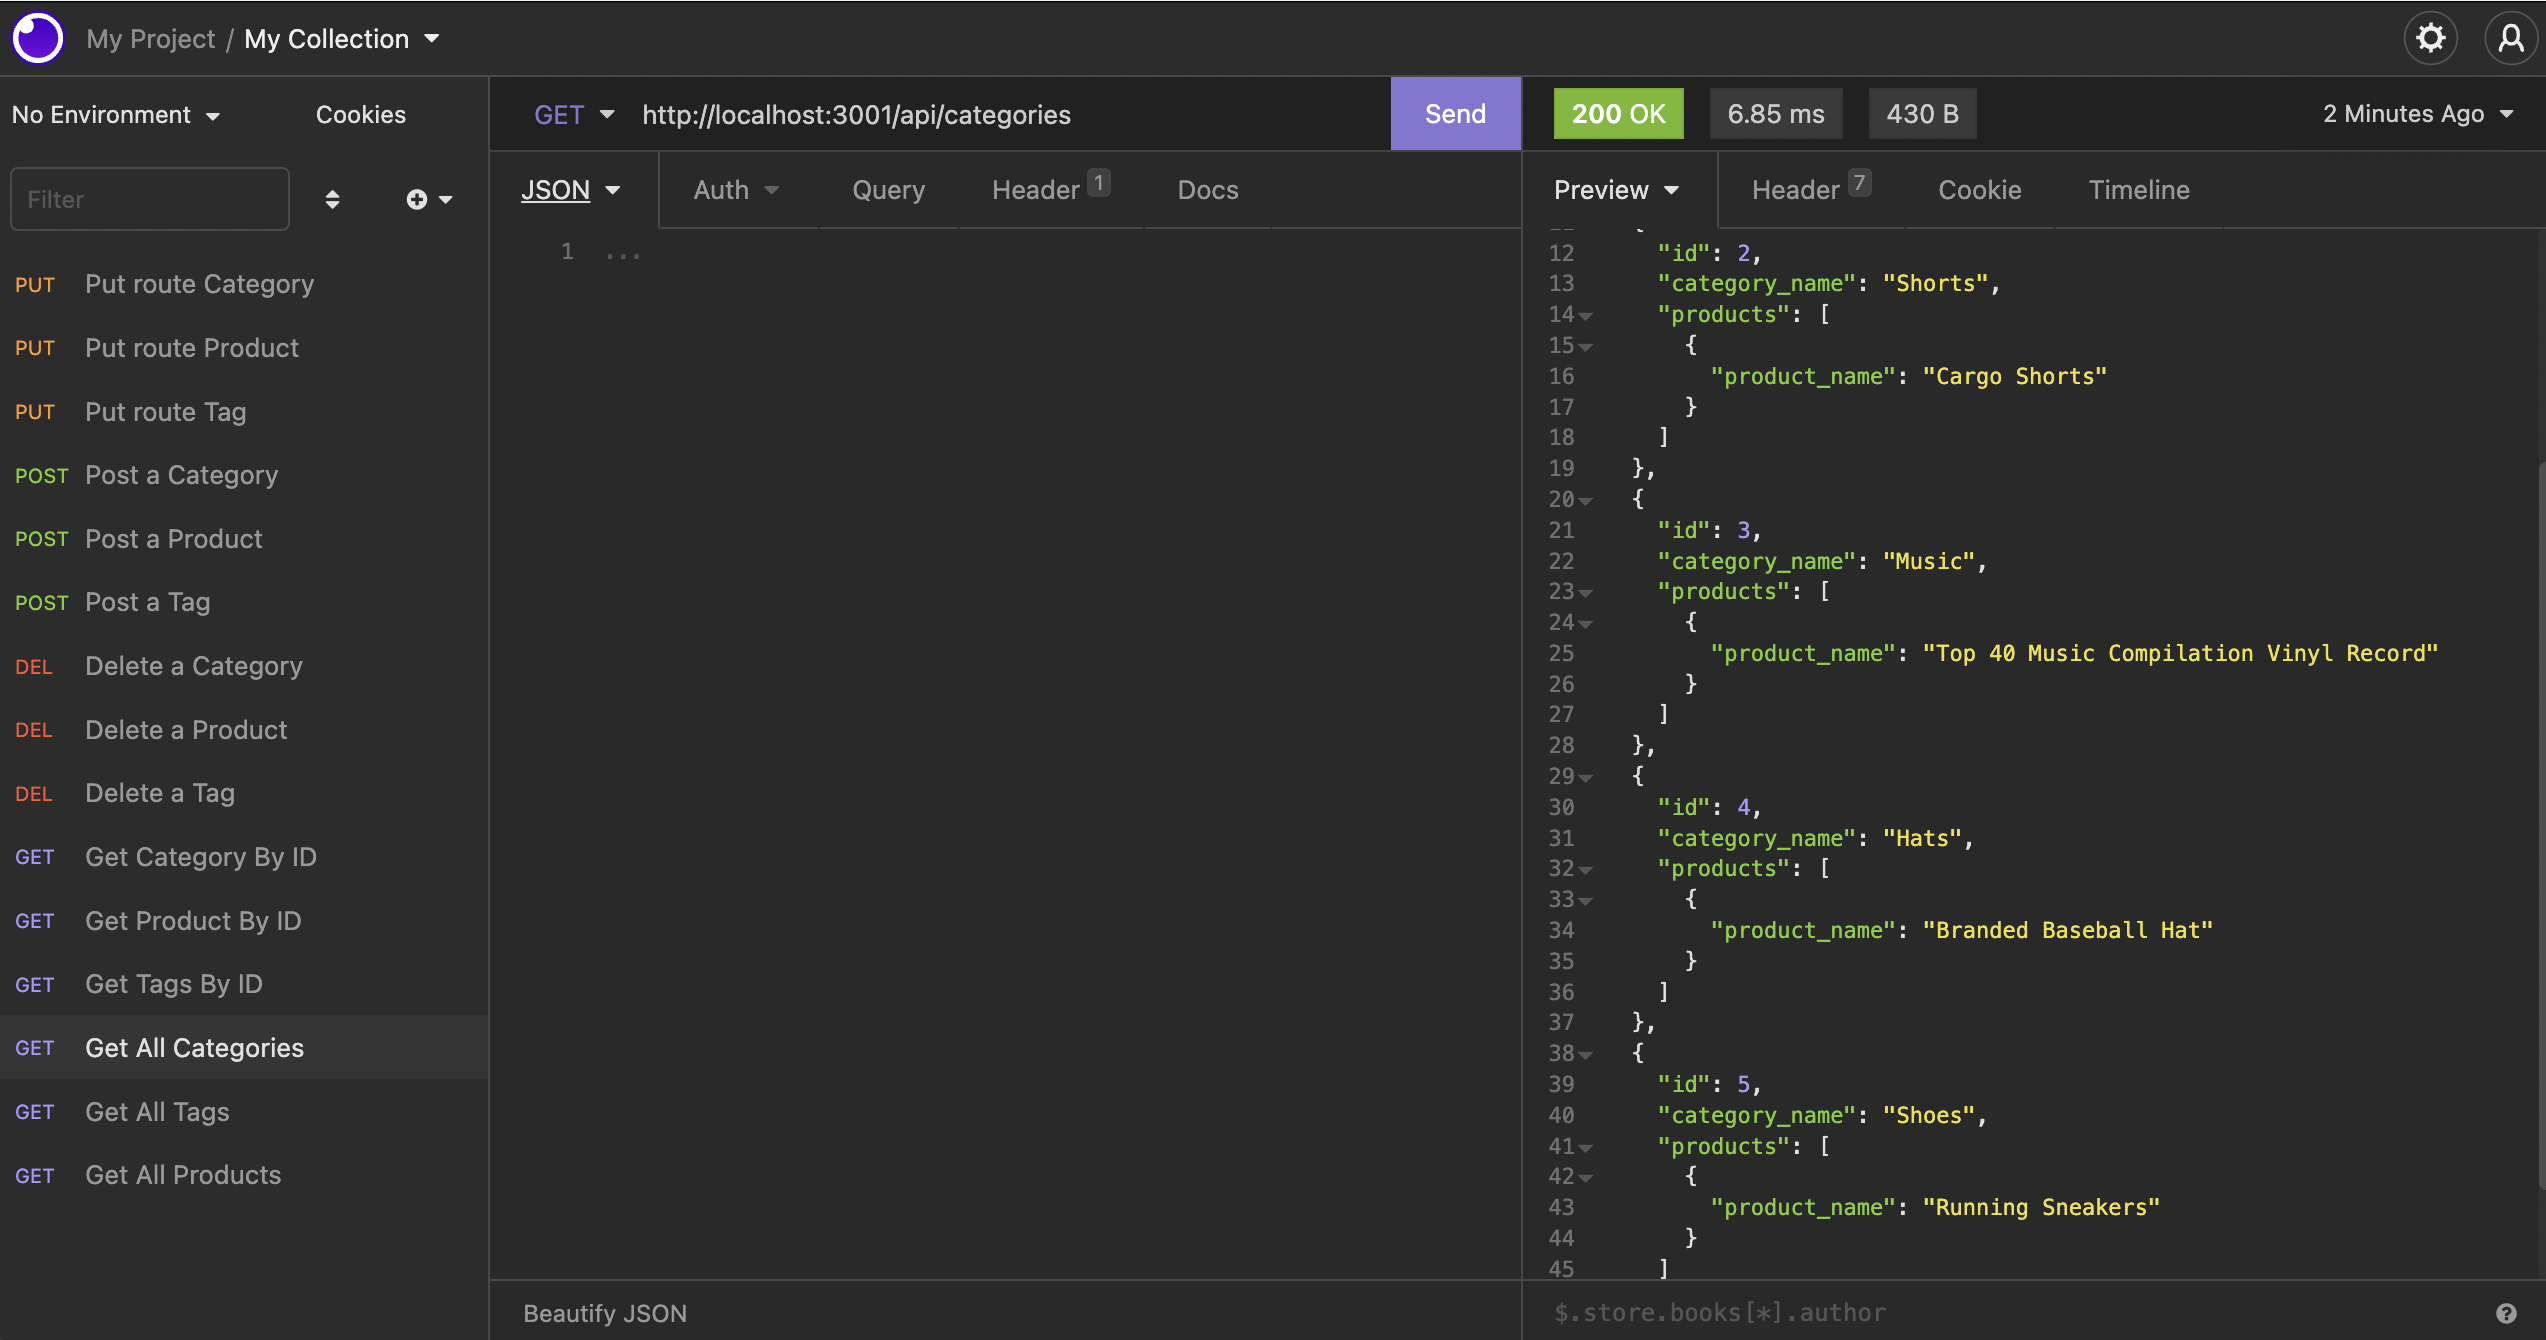 My Project / My Collection
No Environment
Cookies
Filter
PUT Put route Category
PUT Put route Product
PUT Put route Tag
POST Post a Category
POST Post a Product
POST Post a Tag
DEL Delete a Category
DEL Delete a Product
DEL Delete a Tag
GET Get Category By ID
GET Get Product By ID
GET Get Tags By ID
GET Get All Categories
GET Get All Tags
GET Get All Products
GET http://localhost:3001/api/categories Send
JSON Auth Query Header 1 Docs
1 ...
Beautify JSON
200 OK 6.85 ms 430 B 2 Minutes Ago
Preview Header 7 Cookie Timeline
12 "id": 2,
13 "category_name": "Shorts",
14 "products": [
15 {
16 "product_name": "Cargo Shorts"
17 }
18 ]
19 },
20 {
21 "id": 3,
22 "category_name": "Music",
23 "products": [
24 {
25 "product_name": "Top 40 Music Compilation Vinyl Record"
26 }
27 ]
28 },
29 {
30 "id": 4,
31 "category_name": "Hats",
32 "products": [
33 {
34 "product_name": "Branded Baseball Hat"
35 }
36 ]
37 },
38 {
39 "id": 5,
40 "category_name": "Shoes",
41 "products": [
42 {
43 "product_name": "Running Sneakers"
44 }
45 ]
$.store.books[*].author